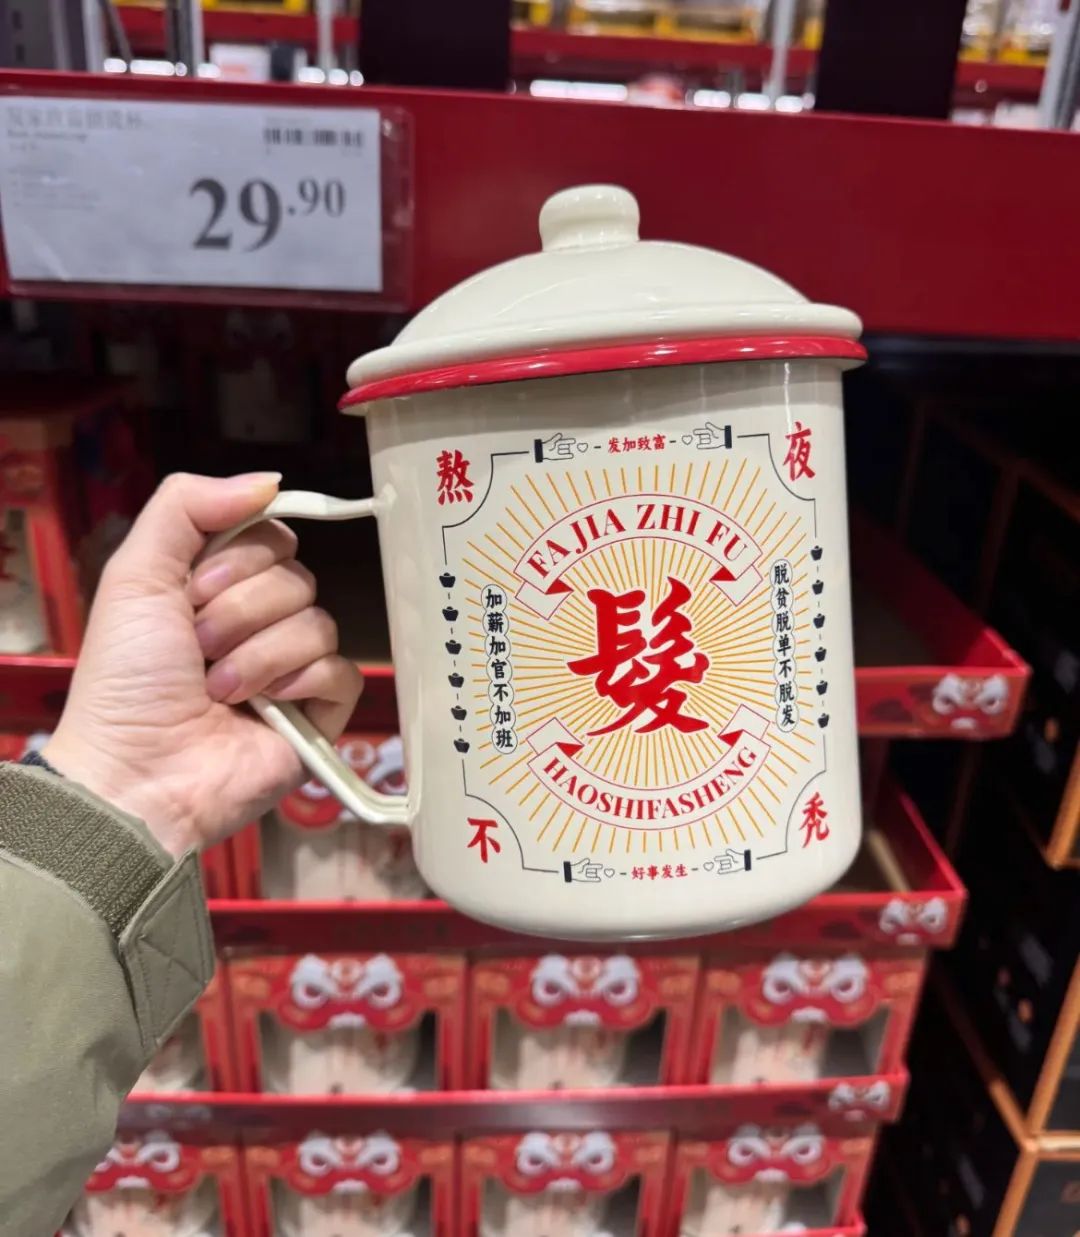 29.90
熬
发加致富
夜
FA JIA ZHI FU
加薪加官不加班
髮
脱贫脱单不脱发
HAOSHIFASHENG
不
好事发生
秃